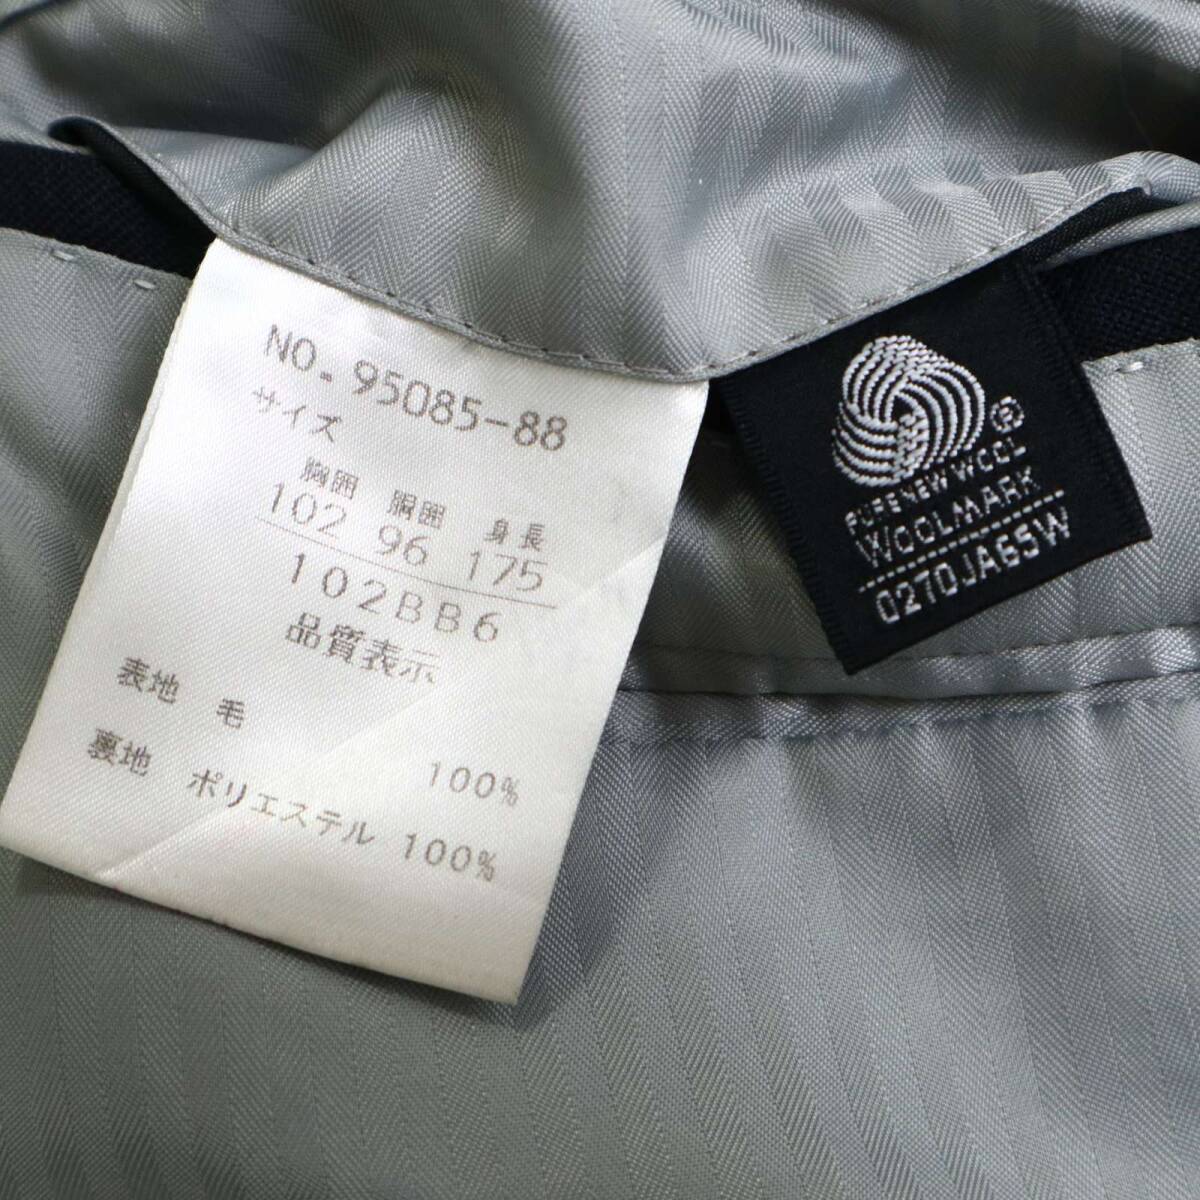 NO. 95085-88
サイズ
胸囲 胴囲 身長
102 96 175
102BB6
品質表示
表地 毛 100%
裏地 ポリエステル 100%
®
PURE NEW WOOL
WOOLMARK
0270JA65W